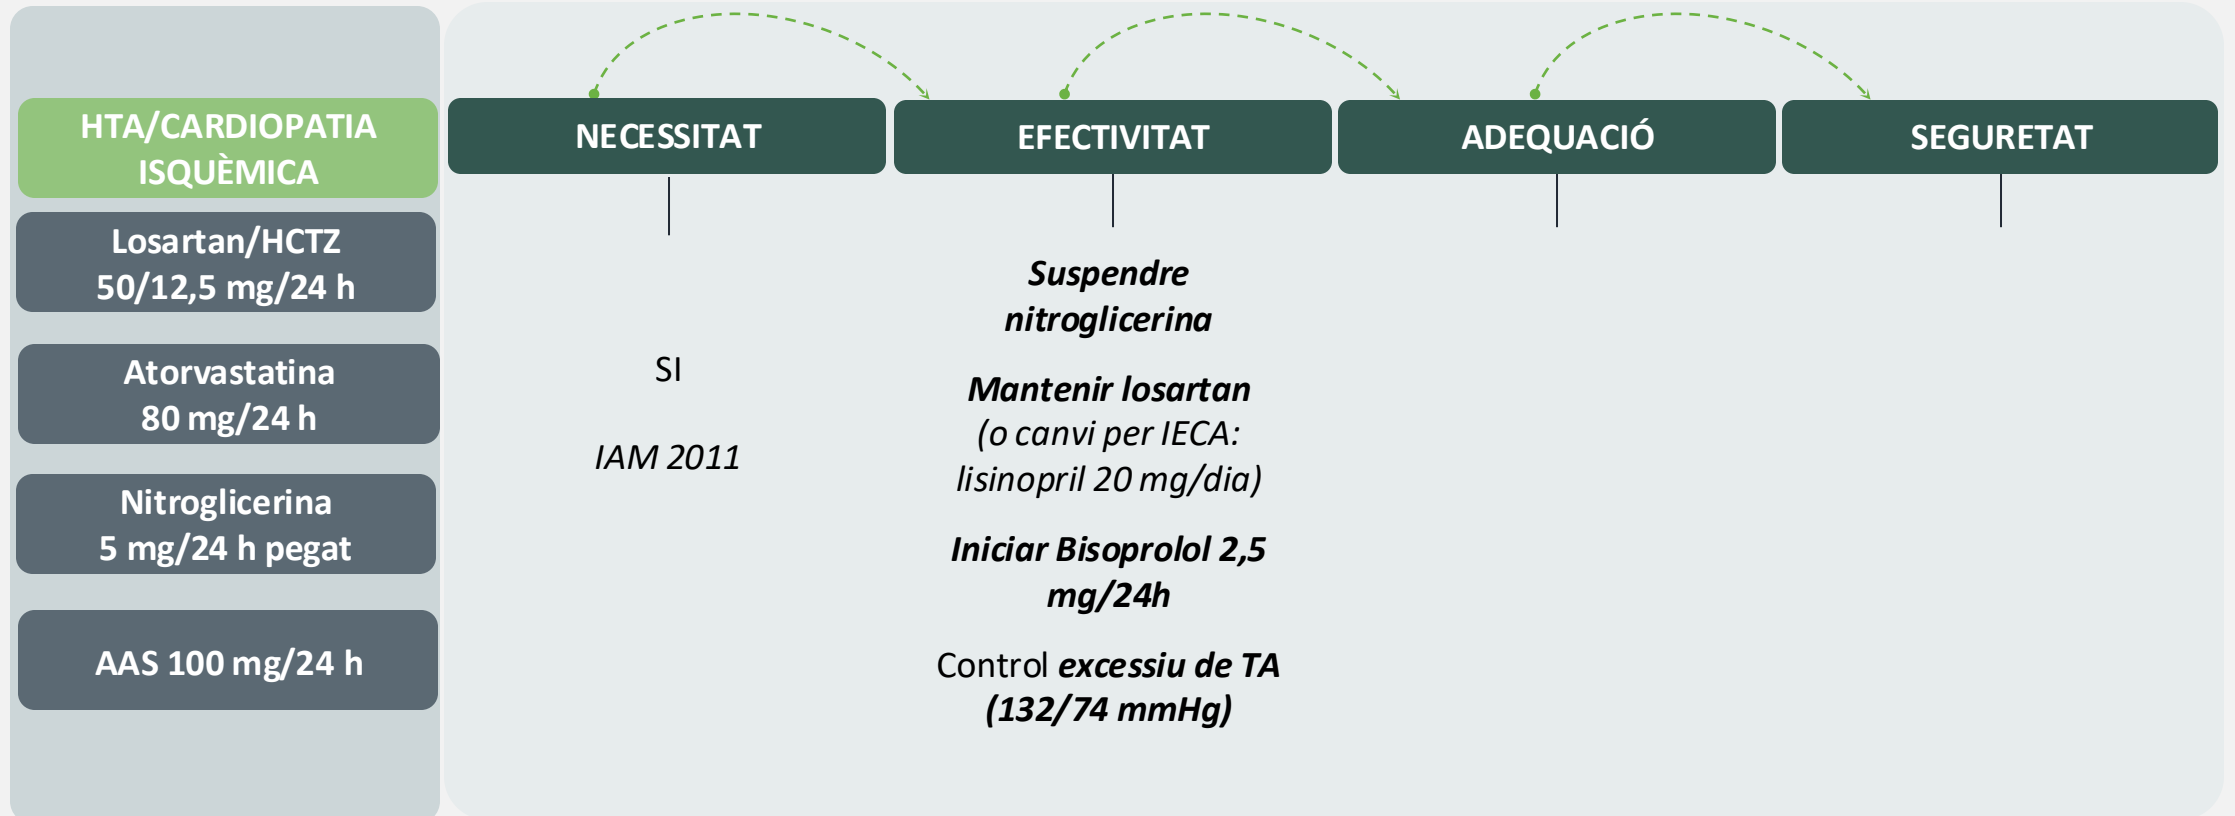 HTA/CARDIOPATIA
ISQUÈMICA
NECESSITAT
EFECTIVITAT
ADEQUACIÓ
SEGURETAT
Losartan/HCTZ
50/12,5 mg/24 h
Atorvastatina
80 mg/24 h
Nitroglicerina
5 mg/24 h pegat
AAS 100 mg/24 h
SI
IAM 2011
Suspendre
nitroglicerina
Mantenir losartan
(o canvi per IECA:
lisinopril 20 mg/dia)
Iniciar Bisoprolol 2,5
mg/24h
Control excessiu de TA
(132/74 mmHg)